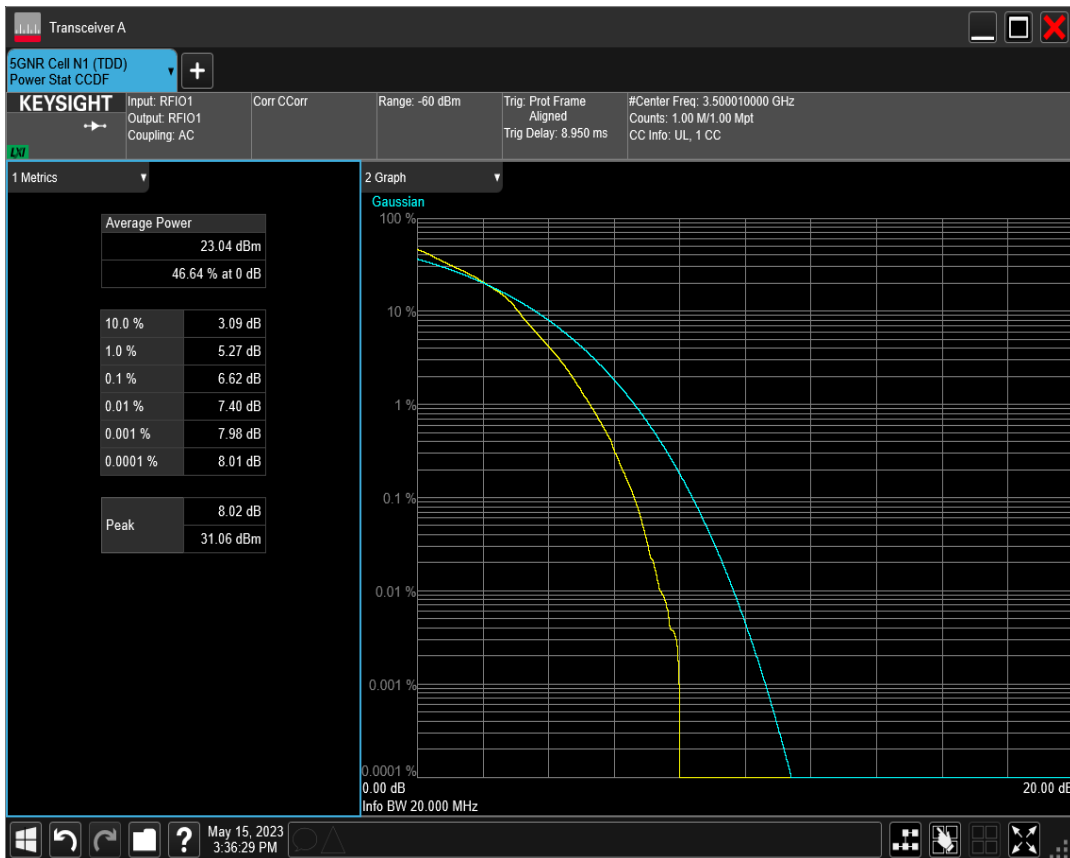 Transceiver A
5GNR Cell N1 (TDD)
Power Stat CCDF
+
KEYSIGHT
LXI
Input: RFIO1
Output: RFIO1
Coupling: AC
Corr CCorr
Range: -60 dBm
Trig: Prot Frame
Aligned
Trig Delay: 8.950 ms
#Center Freq: 3.500010000 GHz
Counts: 1.00 M/1.00 Mpt
CC Info: UL, 1 CC
1 Metrics
Average Power
23.04 dBm
46.64 % at 0 dB
10.0 % 3.09 dB
1.0 % 5.27 dB
0.1 % 6.62 dB
0.01 % 7.40 dB
0.001 % 7.98 dB
0.0001 % 8.01 dB
Peak
8.02 dB
31.06 dBm
2 Graph
Gaussian
100 %
10 %
1 %
0.1 %
0.01 %
0.001 %
0.0001 %
0.00 dB 20.00 dB
Info BW 20.000 MHz
?
May 15, 2023
3:36:29 PM